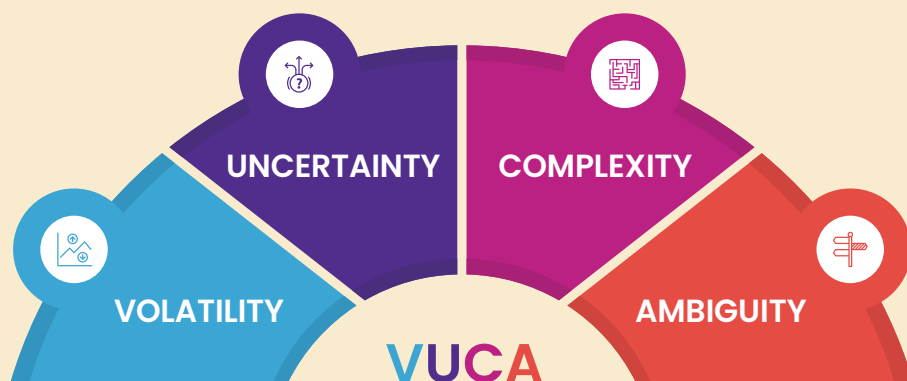 UNCERTAINTY
COMPLEXITY
VOLATILITY
AMBIGUITY
VUCA
?